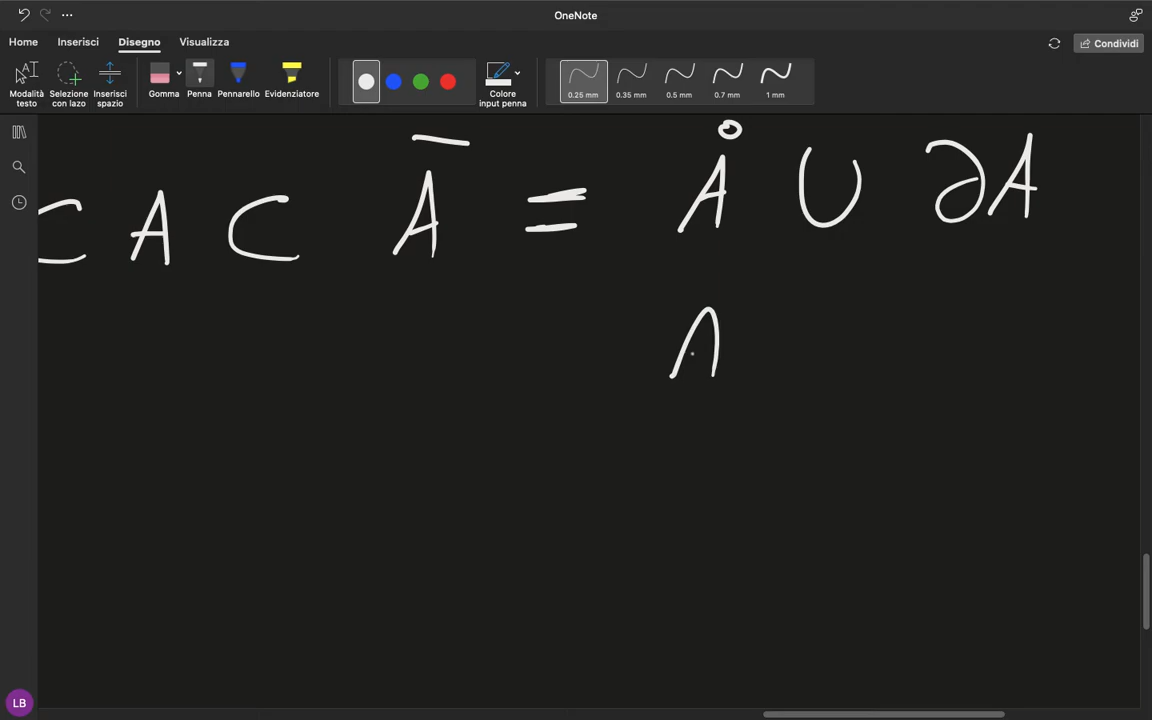 OneNote
Home Inserisci Disegno Visualizza
Condividi
Modalità testo
Selezione con lazo
Inserisci spazio
Gomma
Penna
Pennarello
Evidenziatore
Colore input penna
0.25 mm 0.35 mm 0.5 mm 0.7 mm 1 mm
⊂ A ⊂ Ā = Å ∪ ∂A
LB